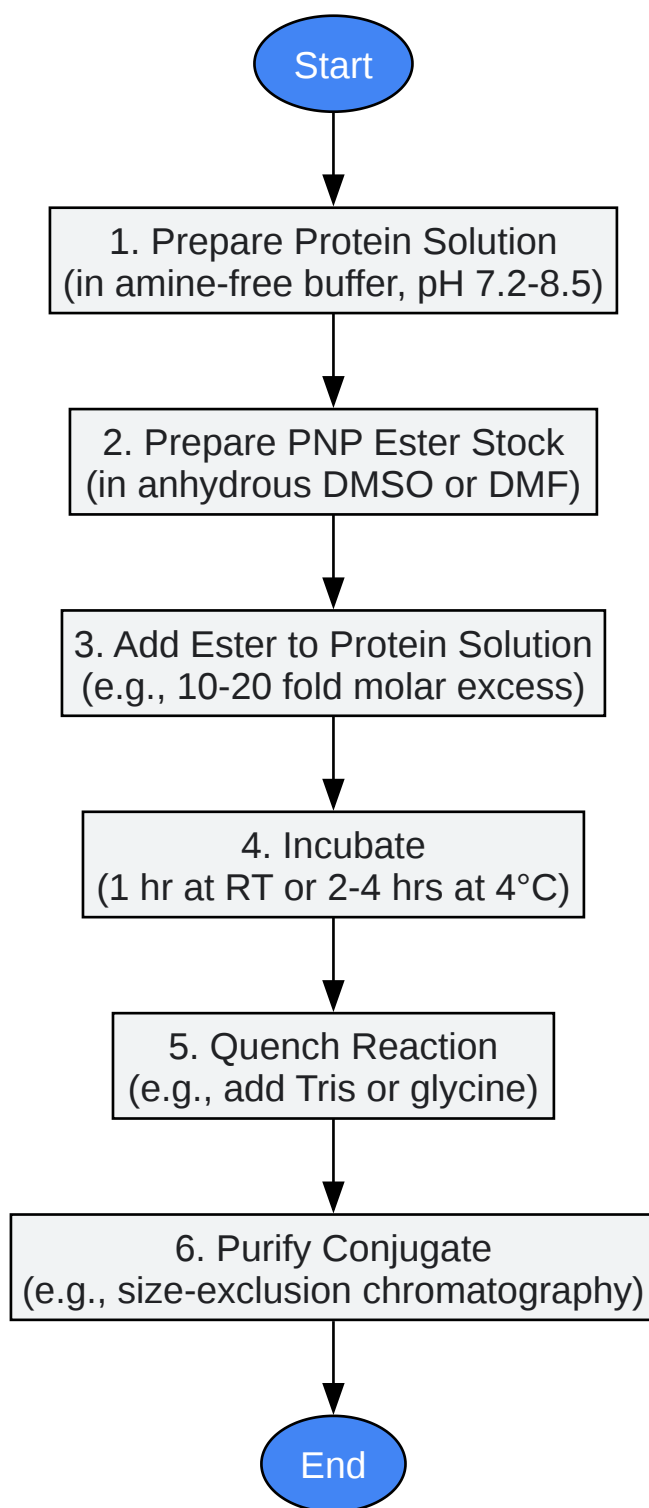 Start
1. Prepare Protein Solution
(in amine-free buffer, pH 7.2-8.5)
2. Prepare PNP Ester Stock
(in anhydrous DMSO or DMF)
3. Add Ester to Protein Solution
(e.g., 10-20 fold molar excess)
4. Incubate
(1 hr at RT or 2-4 hrs at 4°C)
5. Quench Reaction
(e.g., add Tris or glycine)
6. Purify Conjugate
(e.g., size-exclusion chromatography)
End